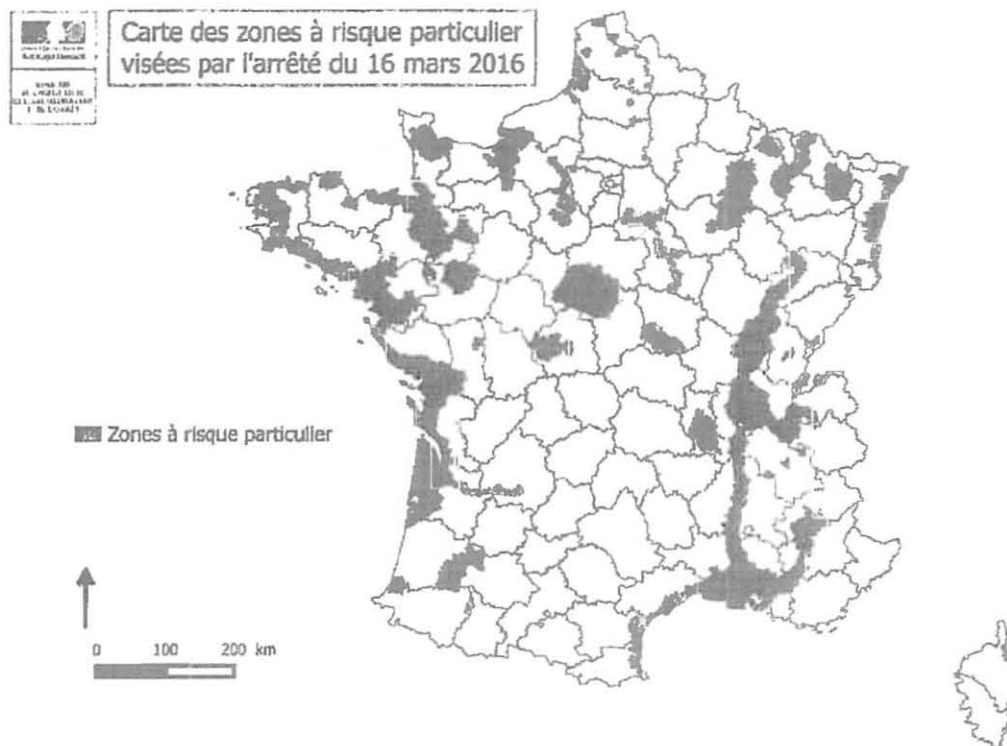 Carte des zones à risque particulier
visées par l'arrêté du 16 mars 2016
Zones à risque particulier
0 100 200 km